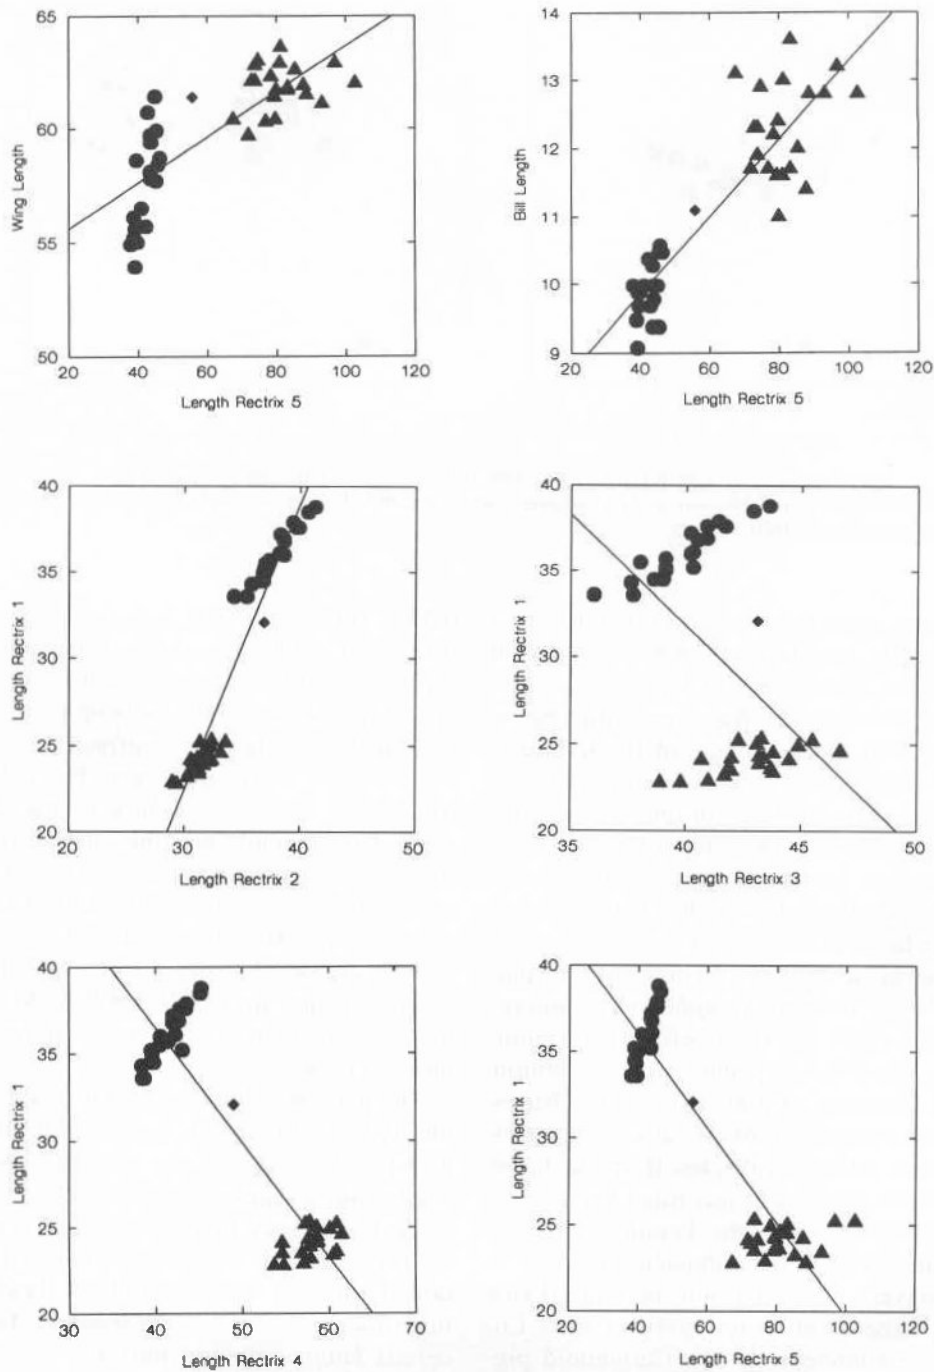 65
60
55
50
Wing Length
20 40 60 80 100 120
Length Rectrix 5
14
13
12
11
10
9
Bill Length
20 40 60 80 100 120
Length Rectrix 5
40
35
30
25
20
Length Rectrix 1
20 30 40 50
Length Rectrix 2
40
35
30
25
20
Length Rectrix 1
35 40 45 50
Length Rectrix 3
40
35
30
25
20
Length Rectrix 1
30 40 50 60 70
Length Rectrix 4
40
35
30
25
20
Length Rectrix 1
20 40 60 80 100 120
Length Rectrix 5